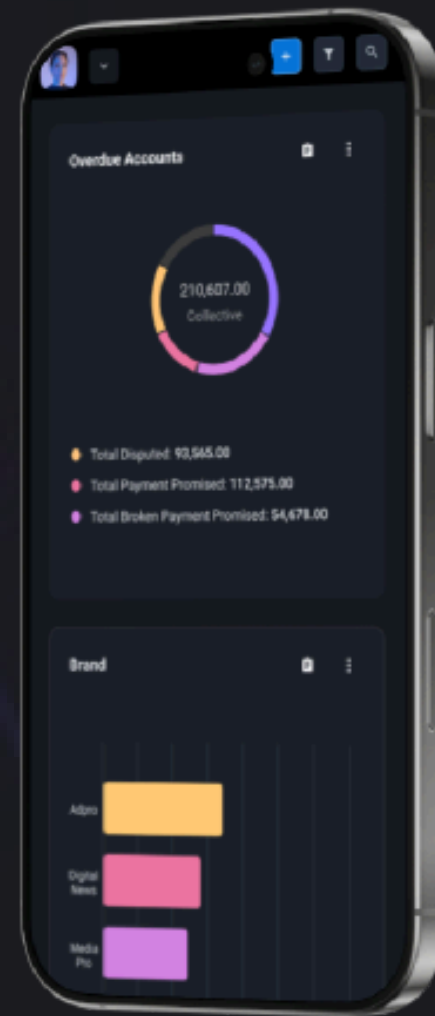 Overdue Accounts
210,607.00
Collective
Total Disputed: 93,565.00
Total Payment Promised: 112,575.00
Total Broken Payment Promised: 54,678.00
Brand
Adpro
Digital
News
Media
Pro